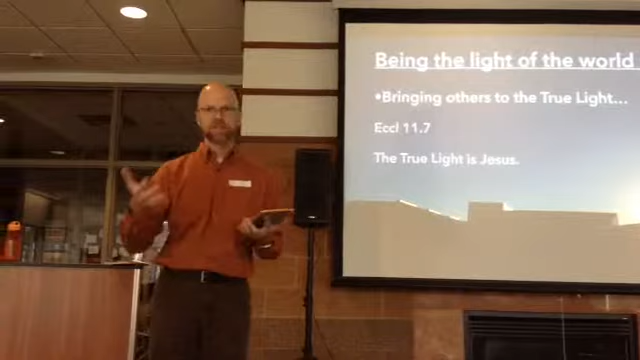 Being the light of the world
•Bringing others to the True Light...
Eccl 11.7
The True Light is Jesus.